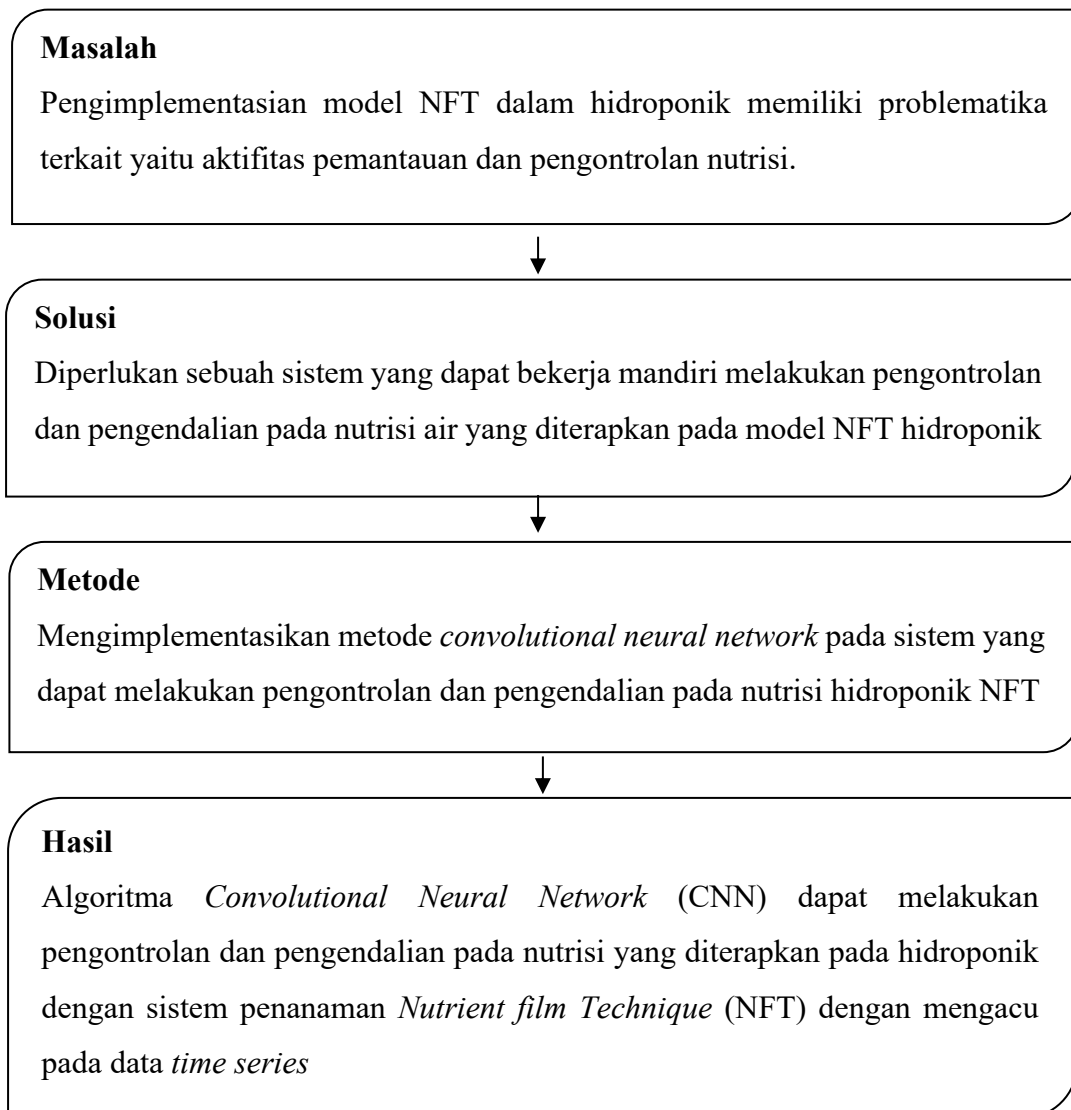 Masalah
Pengimplementasian model NFT dalam hidroponik memiliki problematika
terkait yaitu aktifitas pemantauan dan pengontrolan nutrisi.
Solusi
Diperlukan sebuah sistem yang dapat bekerja mandiri melakukan pengontrolan
dan pengendalian pada nutrisi air yang diterapkan pada model NFT hidroponik
Metode
Mengimplementasikan metode convolutional neural network pada sistem yang
dapat melakukan pengontrolan dan pengendalian pada nutrisi hidroponik NFT
Hasil
Algoritma Convolutional Neural Network (CNN) dapat melakukan
pengontrolan dan pengendalian pada nutrisi yang diterapkan pada hidroponik
dengan sistem penanaman Nutrient film Technique (NFT) dengan mengacu
pada data time series